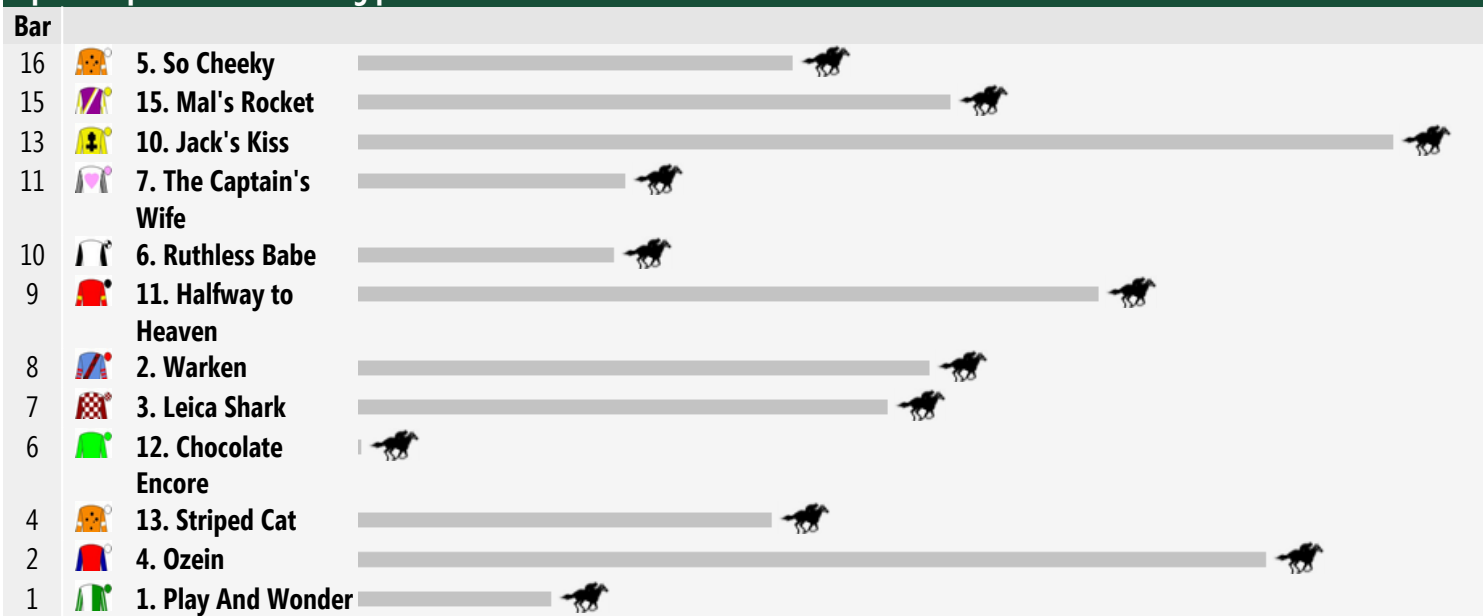 Bar
16 5. So Cheeky
15 15. Mal's Rocket
13 10. Jack's Kiss
11 7. The Captain's
Wife
10 6. Ruthless Babe
9 11. Halfway to
Heaven
8 2. Warken
7 3. Leica Shark
6 12. Chocolate
Encore
4 13. Striped Cat
2 4. Ozein
1 1. Play And Wonder